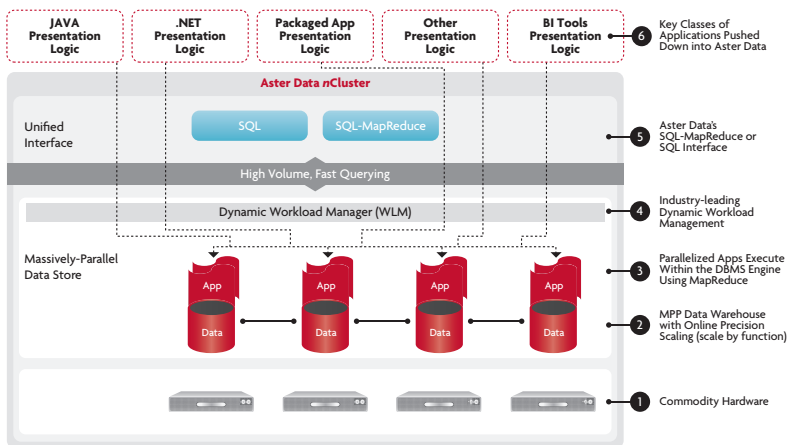 JAVA
Presentation
Logic
.NET
Presentation
Logic
Packaged App
Presentation
Logic
Other
Presentation
Logic
BI Tools
Presentation
Logic
6
Key Classes of
Applications Pushed
Down into Aster Data
Aster Data nCluster
Unified
Interface
SQL
SQL-MapReduce
5
Aster Data's
SQL-MapReduce or
SQL Interface
High Volume, Fast Querying
Dynamic Workload Manager (WLM)
4
Industry-leading
Dynamic Workload
Management
Massively-Parallel
Data Store
App
App
App
App
3
Parallelized Apps Execute
Within the DBMS Engine
Using MapReduce
Data
Data
Data
Data
2
MPP Data Warehouse
with Online Precision
Scaling (scale by function)
1
Commodity Hardware